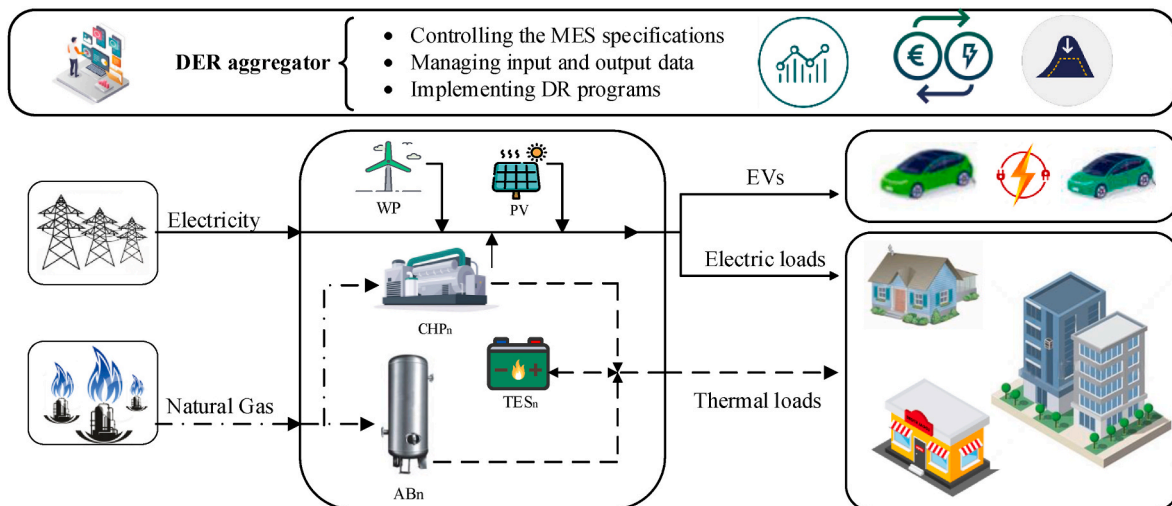 DER aggregator
• Controlling the MES specifications
• Managing input and output data
• Implementing DR programs
WP
PV
EVs
Electricity
Electric loads
CHPn
TESn
Natural Gas
Thermal loads
ABn